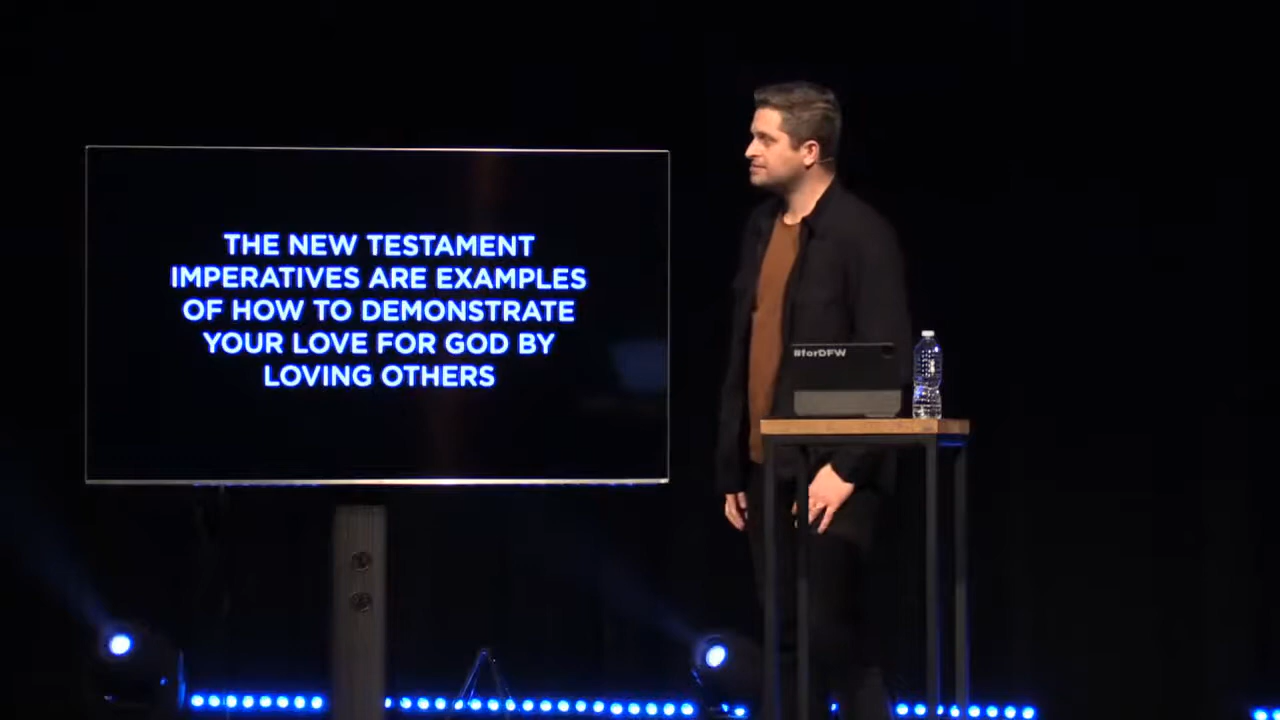 THE NEW TESTAMENT
IMPERATIVES ARE EXAMPLES
OF HOW TO DEMONSTRATE
YOUR LOVE FOR GOD BY
LOVING OTHERS
#forDFW